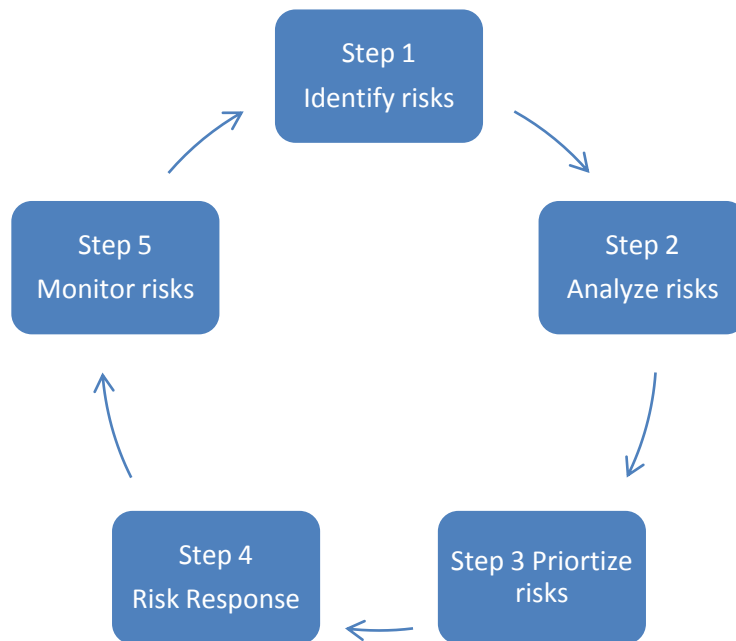 Step 1
Identify risks
Step 2
Analyze risks
Step 3 Priortize
risks
Step 4
Risk Response
Step 5
Monitor risks